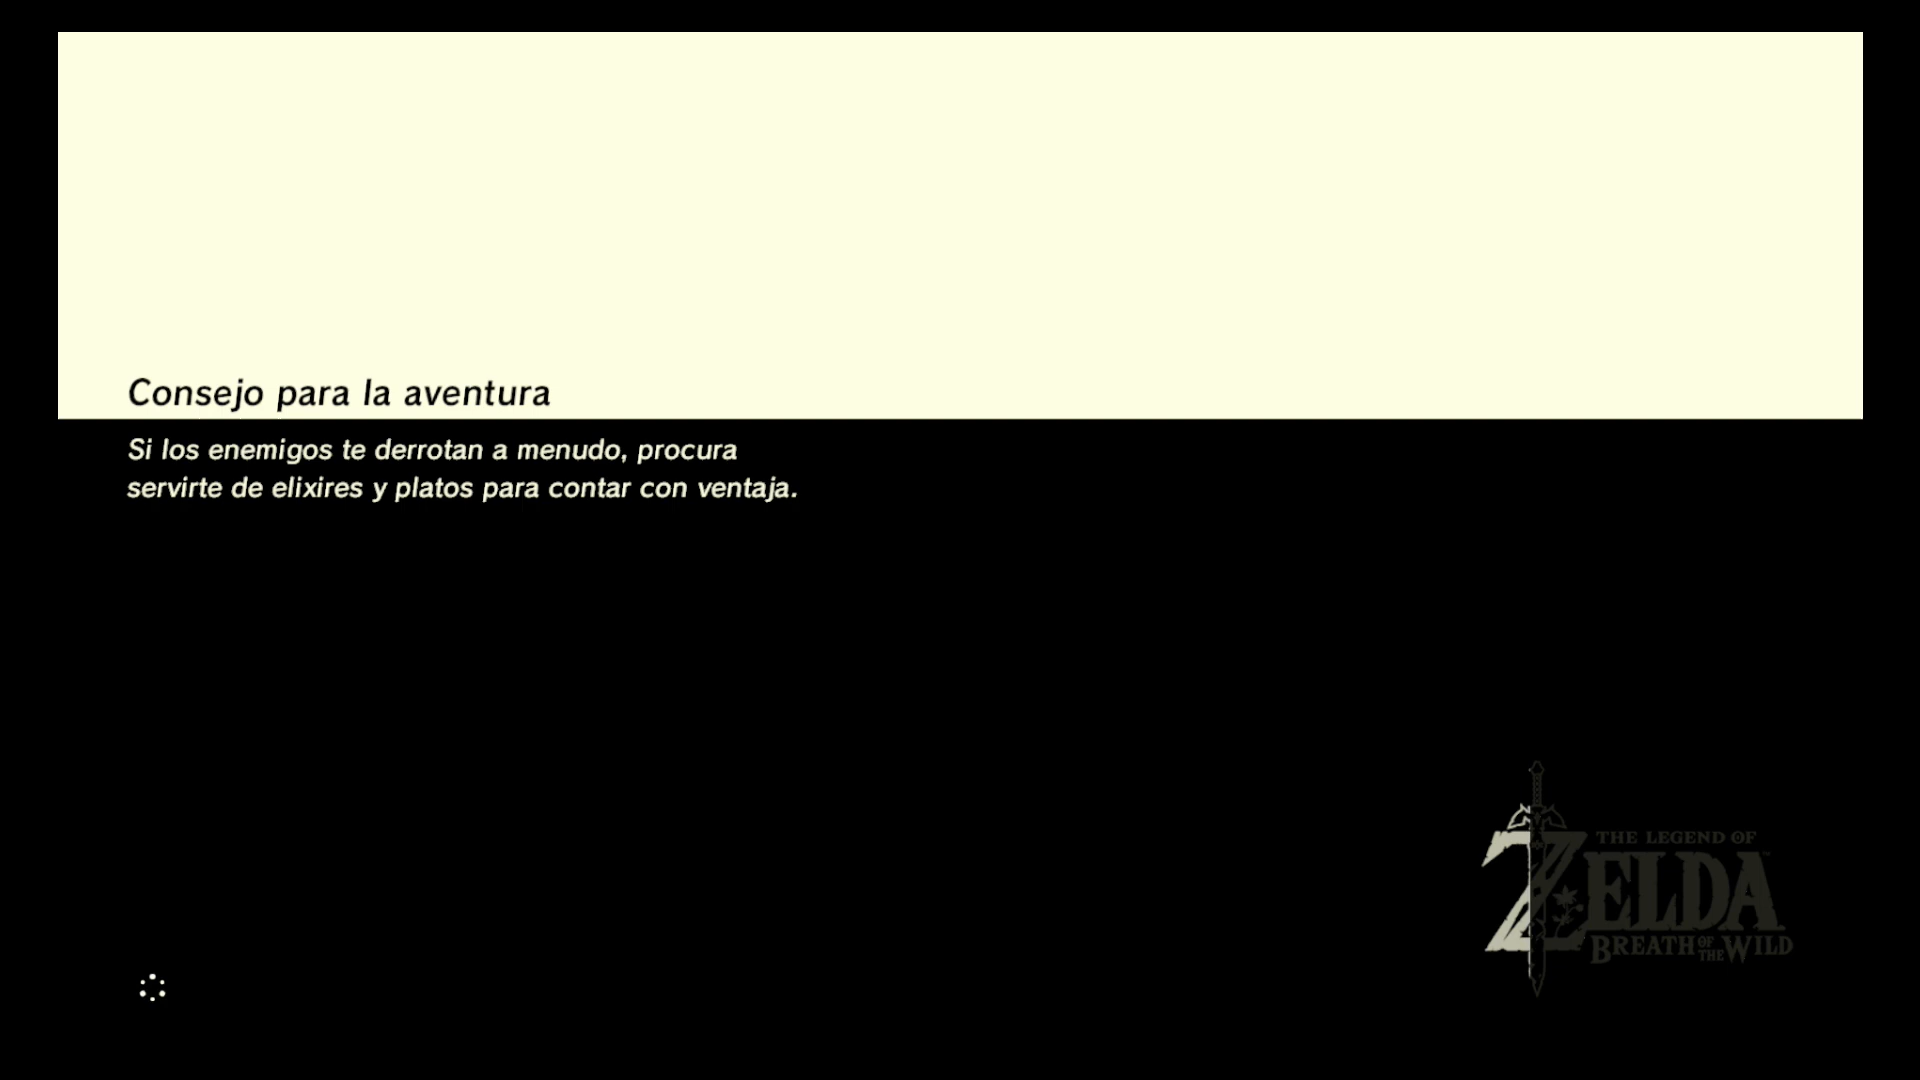 Consejo para la aventura
Si los enemigos te derrotan a menudo, procura
servirte de elixires y platos para contar con ventaja.
THE LEGEND OF
ZELDA
BREATH OF THE WILD